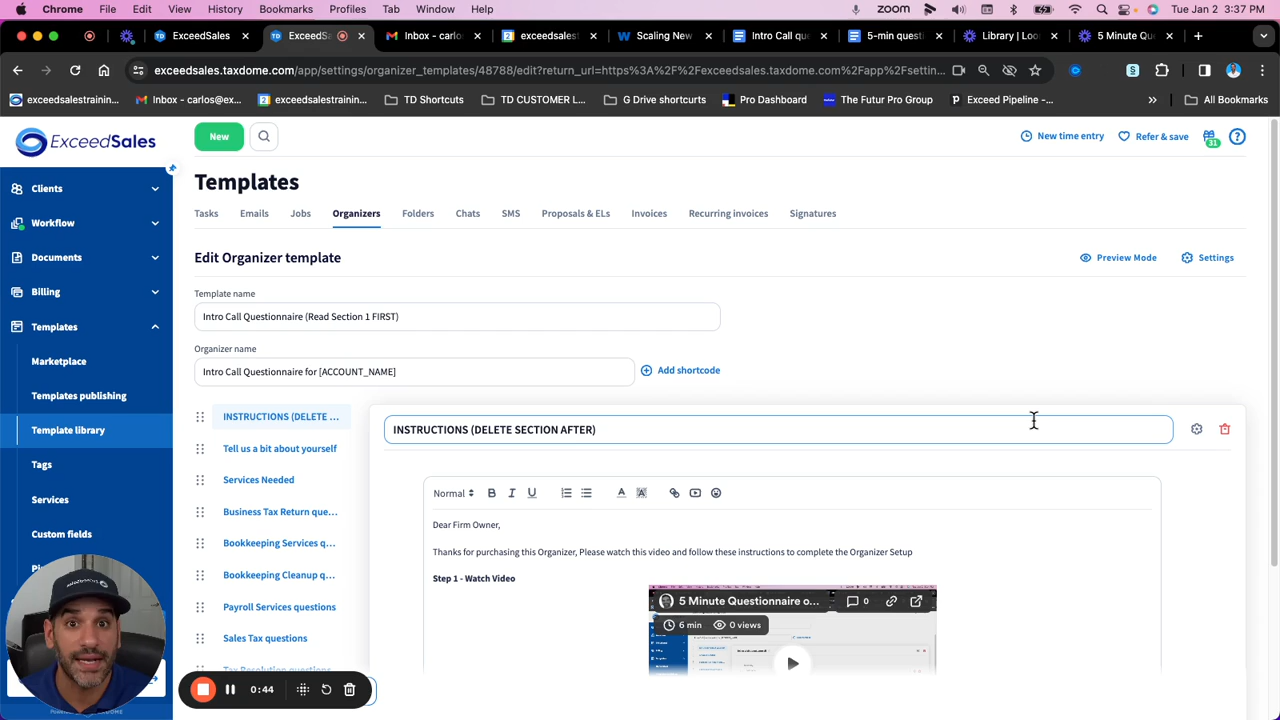 Chrome File Edit View History Bookmarks Profiles Tab Window Help zoom Tue Jan 2 3:37 PM
ExceedSales
ExceedS
Inbox - carlos
exceedsales
Scaling New
Intro Call qu
5-min questi
Library | Loo
5 Minute Qu
exceedsales.taxdome.com/app/settings/organizer_templates/48788/edit?return_url=https%3A%2F%2Fexceedsales.taxdome.com%2Fapp%2Fsettin...
exceedsalestrainin...
Inbox - carlos@ex...
exceedsalestrainin...
TD Shortcuts
TD CUSTOMER L...
G Drive shortcurts
Pro Dashboard
The Futur Pro Group
Exceed Pipeline -...
All Bookmarks
ExceedSales
New
New time entry
Refer & save
31
Clients
Workflow
Documents
Billing
Templates
Marketplace
Templates publishing
Template library
Tags
Services
Custom fields
Templates
Tasks Emails Jobs Organizers Folders Chats SMS Proposals & ELs Invoices Recurring invoices Signatures
Edit Organizer template
Preview Mode
Settings
Template name
Intro Call Questionnaire (Read Section 1 FIRST)
Organizer name
Intro Call Questionnaire for [ACCOUNT_NAME]
Add shortcode
INSTRUCTIONS (DELETE ...
Tell us a bit about yourself
Services Needed
Business Tax Return que...
Bookkeeping Services q...
Bookkeeping Cleanup q...
Payroll Services questions
Sales Tax questions
Tax Resolution questions
INSTRUCTIONS (DELETE SECTION AFTER)
Normal B I U
Dear Firm Owner,
Thanks for purchasing this Organizer, Please watch this video and follow these instructions to complete the Organizer Setup
Step 1 - Watch Video
5 Minute Questionnaire o...
0
6 min
0 views
0:44